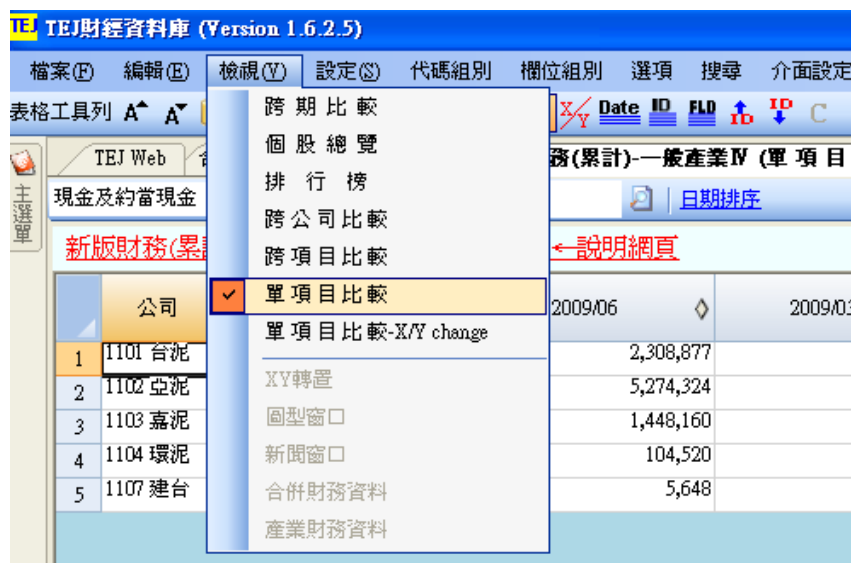 TEJ TEJ財經資料庫 (Version 1.6.2.5)
檔案(F) 編輯(E) 檢視(V) 設定(S) 代碼組別 欄位組別 選項 搜尋 介面設定
表格工具列 A A X/Y Date ID FLD ID ID C
TEJ Web 務(累計)-一般產業IV (單 項 目
主選單
現金及約當現金 日期排序
新版財務(累 <--說明網頁
跨 期 比 較
個 股 總 覽
排 行 榜
跨 公 司 比 較
跨 項 目 比 較
單 項 目 比 較
單 項 目 比 較-X/Y change
XY轉置
圖型窗口
新聞窗口
合併財務資料
產業財務資料
公司 2009/06 2009/03
1 1101 台泥 2,308,877
2 1102 亞泥 5,274,324
3 1103 嘉泥 1,448,160
4 1104 環泥 104,520
5 1107 建台 5,648